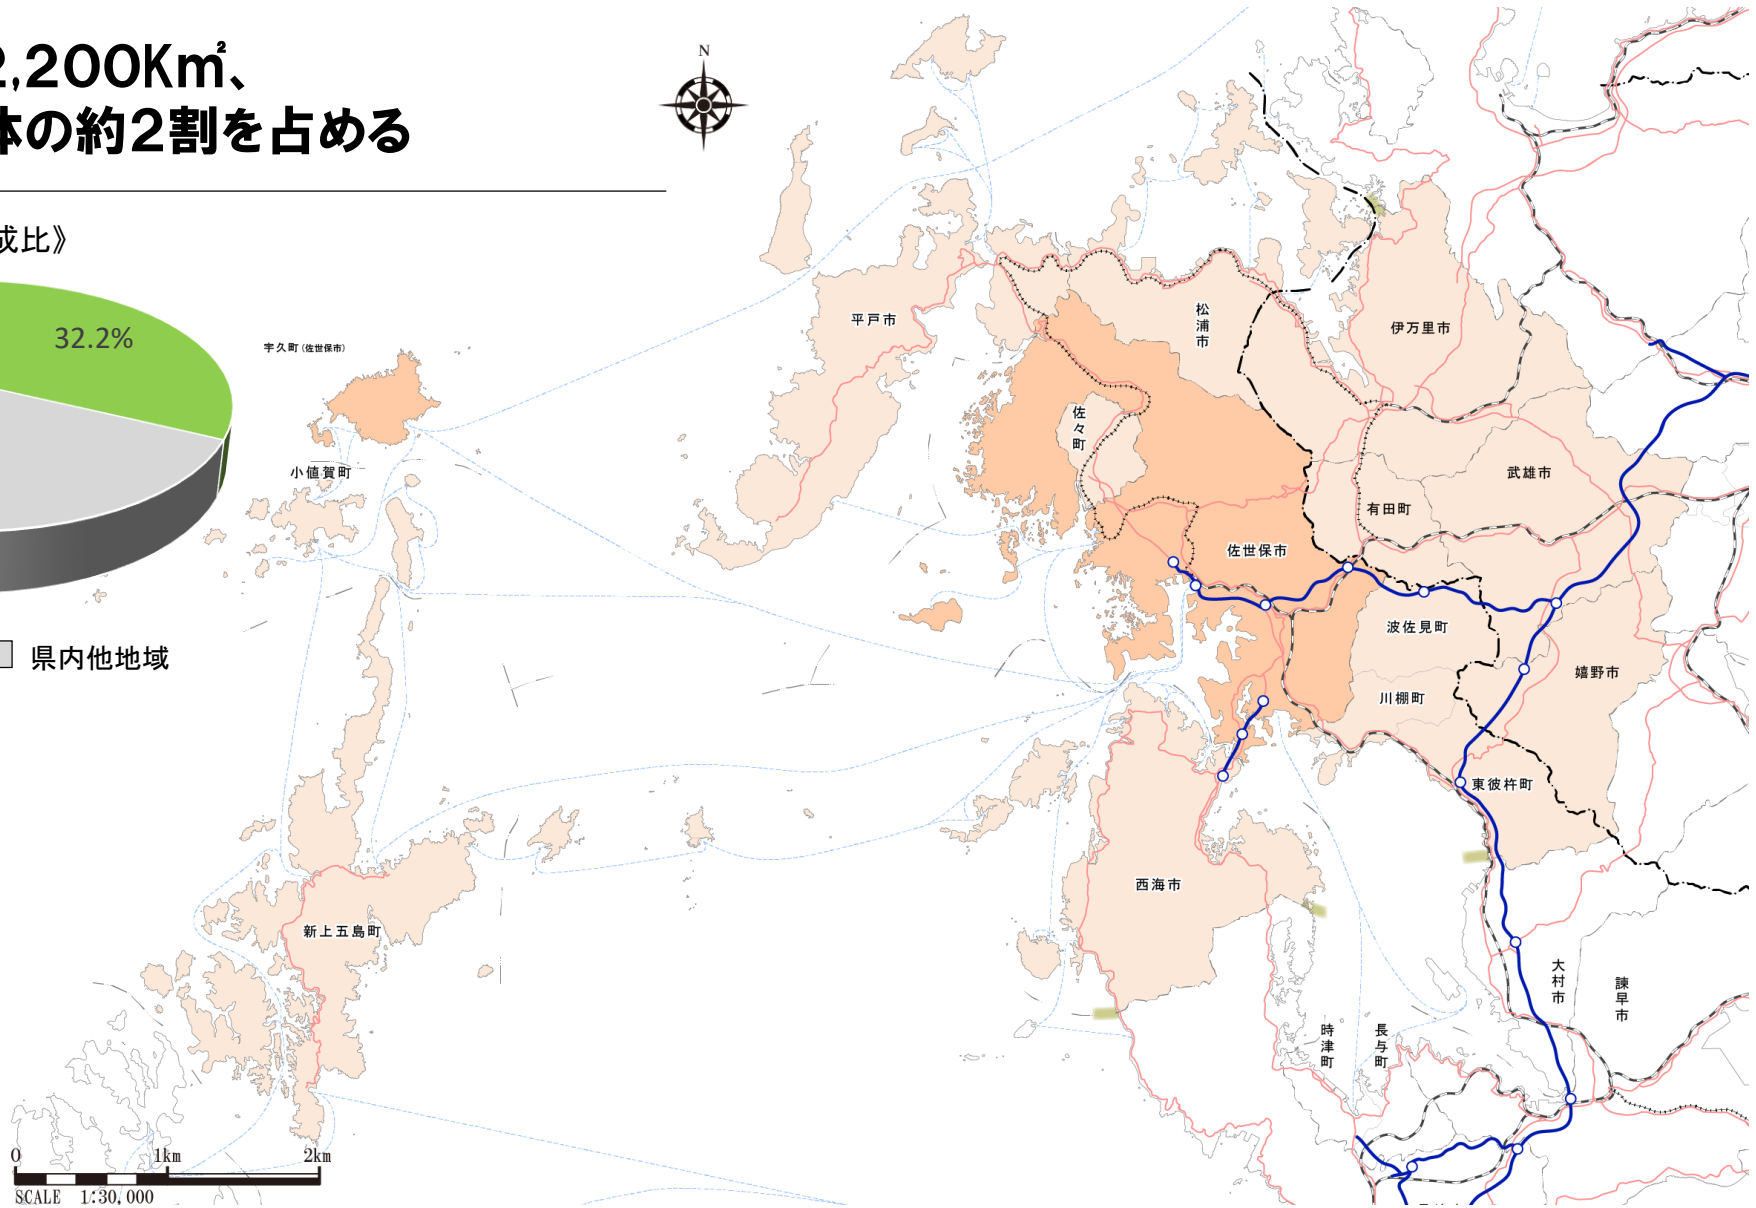 2,200K㎡、
体の約2割を占める
成比》
32.2%
県内他地域
N
宇久町(佐世保市)
小値賀町
新上五島町
平戸市
松浦市
伊万里市
佐々町
武雄市
有田町
佐世保市
波佐見町
川棚町
嬉野市
東彼杵町
西海市
大村市
諫早市
時津町
長与町
0 1km 2km
SCALE 1:30,000